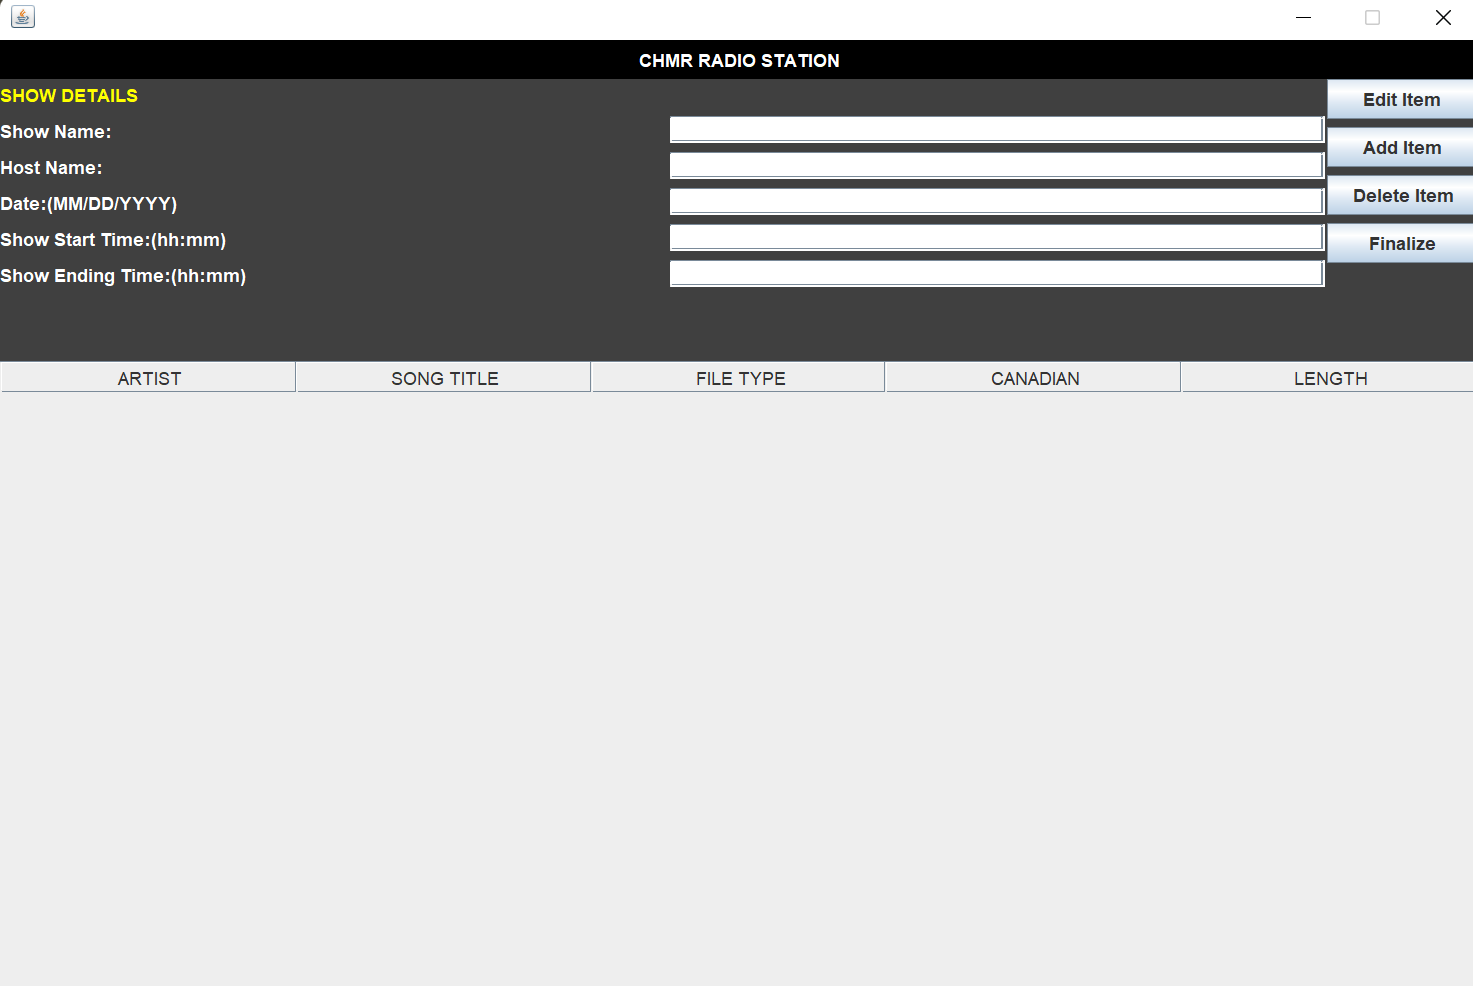 CHMR RADIO STATION
SHOW DETAILS
Show Name:
Host Name:
Date:(MM/DD/YYYY)
Show Start Time:(hh:mm)
Show Ending Time:(hh:mm)
Edit Item
Add Item
Delete Item
Finalize
ARTIST SONG TITLE FILE TYPE CANADIAN LENGTH